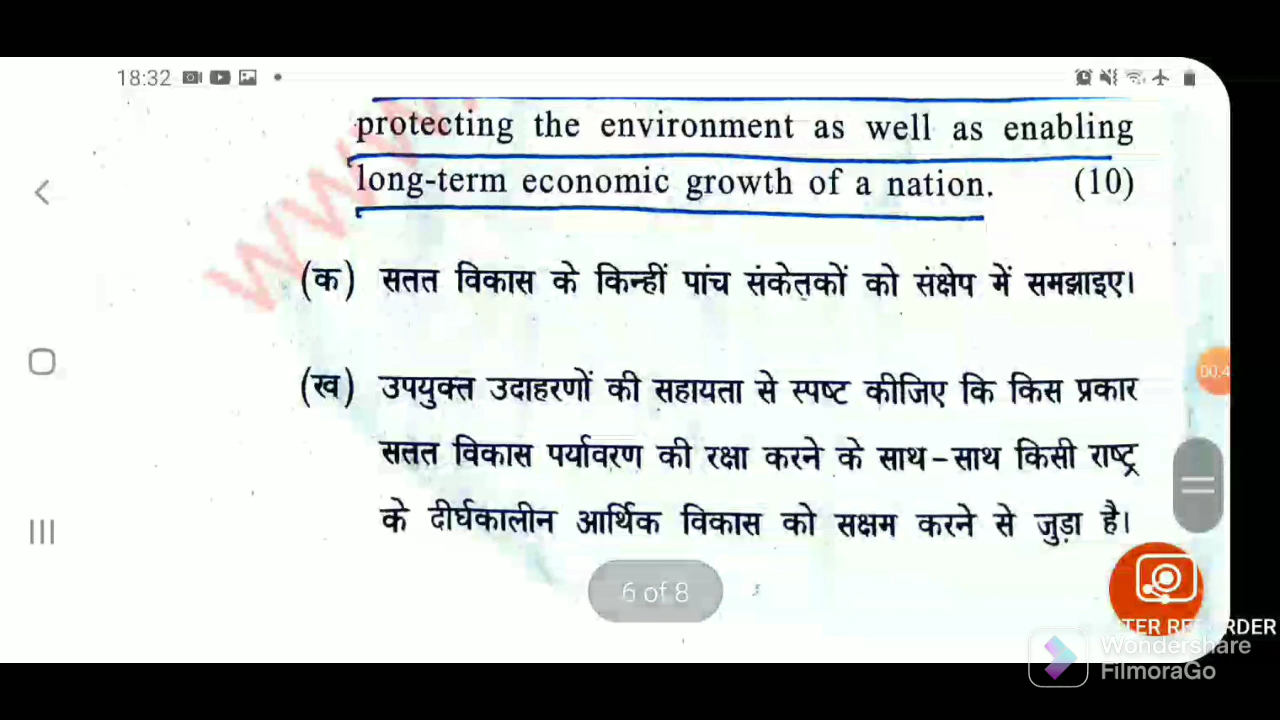 18:32
protecting the environment as well as enabling
long-term economic growth of a nation. (10)
www.
(क) सतत विकास के किन्हीं पांच संकेतकों को संक्षेप में समझाइए।
(ख) उपयुक्त उदाहरणों की सहायता से स्पष्ट कीजिए कि किस प्रकार
सतत विकास पर्यावरण की रक्षा करने के साथ-साथ किसी राष्ट्र
के दीर्घकालीन आर्थिक विकास को सक्षम करने से जुड़ा है।
6 of 8
Wondershare
FilmoraGo